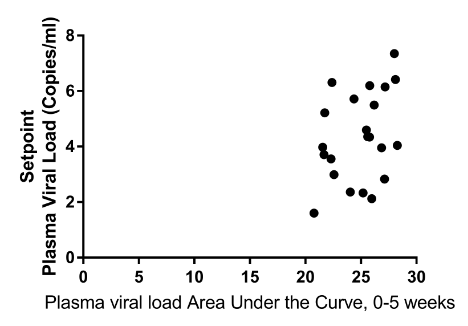 Setpoint
Plasma Viral Load (Copies/ml)
8
6
4
2
0
0 5 10 15 20 25 30
Plasma viral load Area Under the Curve, 0-5 weeks